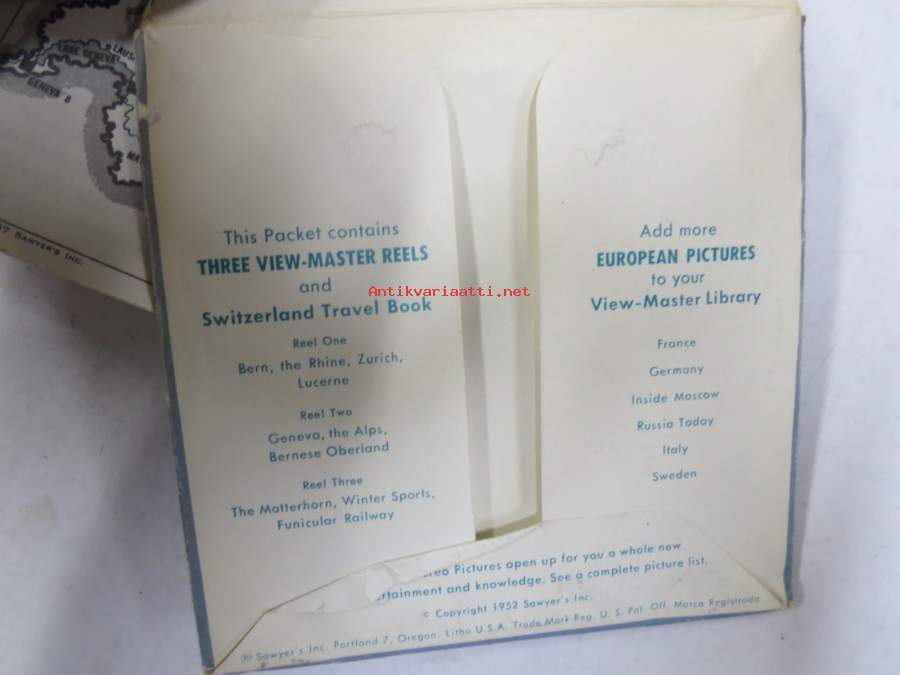 LAKE GENEVA
GENEVA 8
SAWYER'S INC.
This Packet contains
THREE VIEW-MASTER REELS
and
Switzerland Travel Book
Reel One
Bern, the Rhine, Zurich,
Lucerne
Reel Two
Geneva, the Alps,
Bernese Oberland
Reel Three
The Matterhorn, Winter Sports,
Funicular Railway
Add more
EUROPEAN PICTURES
to your
View-Master Library
France
Germany
Inside Moscow
Russia Today
Italy
Sweden
Antikvariaatti.net
Pictures open up for you a whole new
and knowledge. See a complete picture list.
© Copyright 1952 Sawyer's Inc.
Sawyer's Inc. Portland 7, Oregon. Litho U.S.A. Trade Mark Reg. U. S. Pat. Off. Marca Registrada